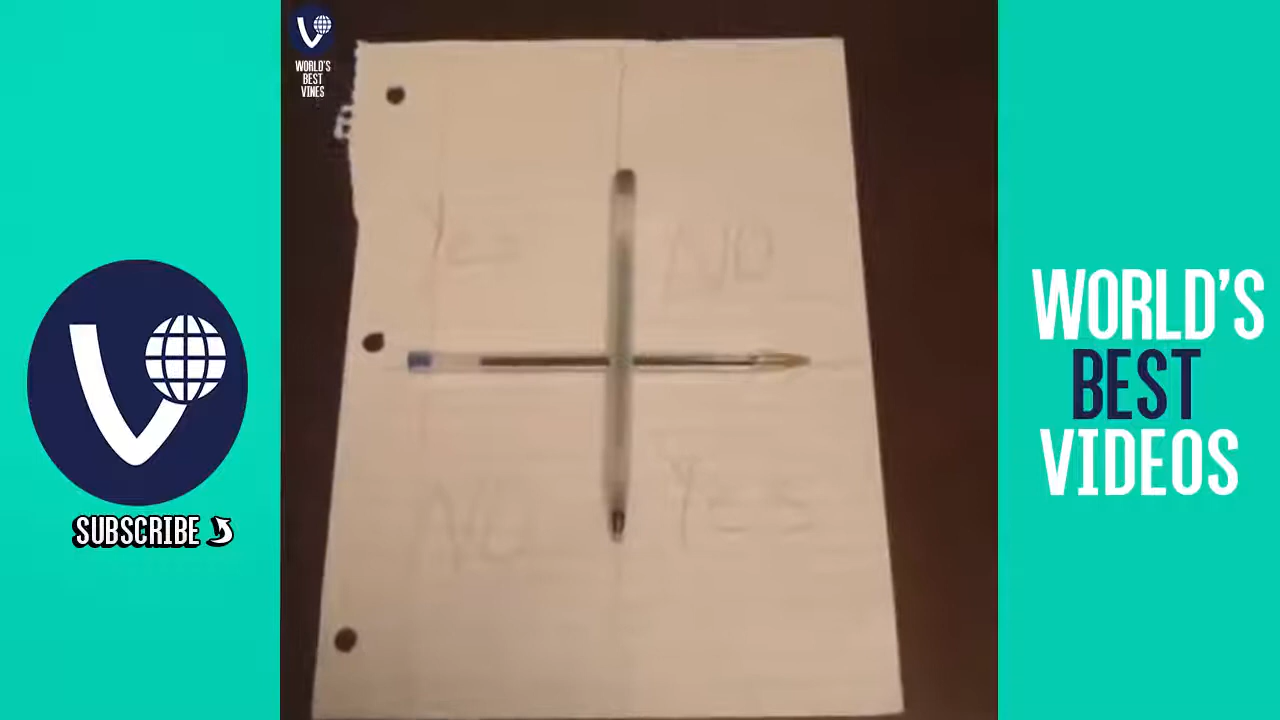 WORLD'S
BEST
VINES
Yes
NO
NO
Yes
SUBSCRIBE
WORLD'S
BEST
VIDEOS